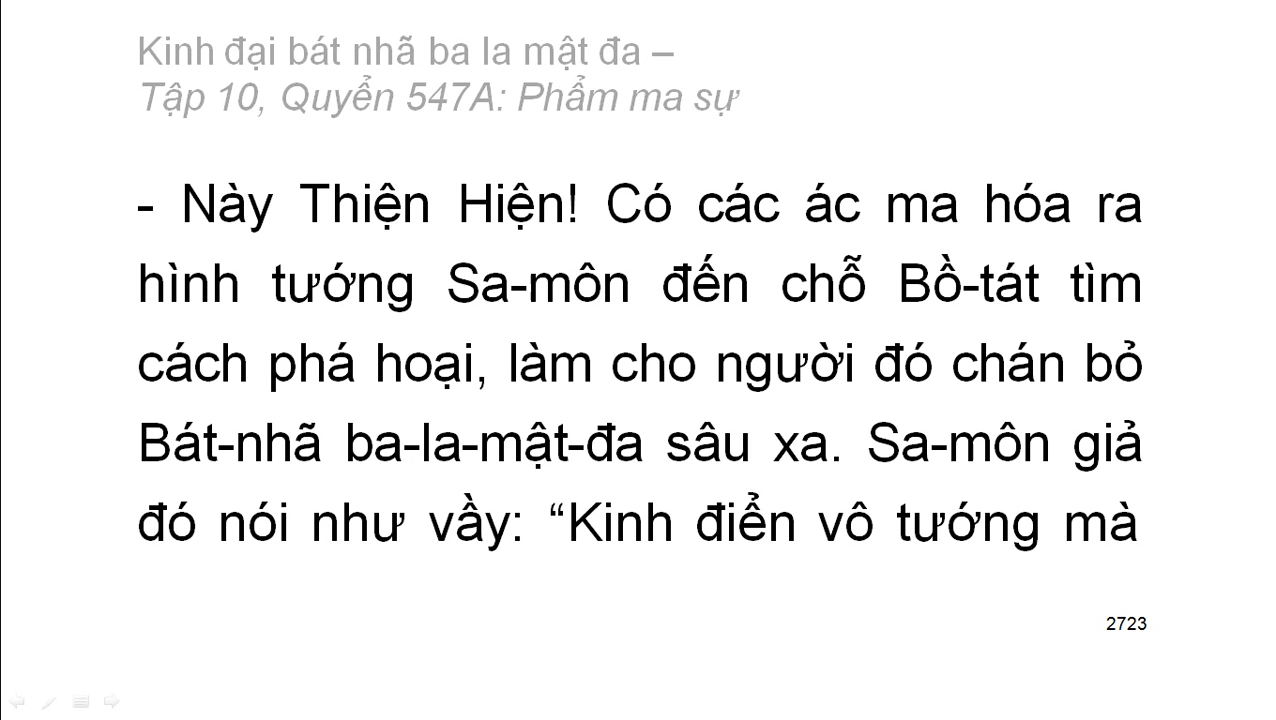 Kinh đại bát nhã ba la mật đa –
Tập 10, Quyển 547A: Phẩm ma sự
- Này Thiện Hiện! Có các ác ma hóa ra
hình tướng Sa-môn đến chỗ Bồ-tát tìm
cách phá hoại, làm cho người đó chán bỏ
Bát-nhã ba-la-mật-đa sâu xa. Sa-môn giả
đó nói như vầy: “Kinh điển vô tướng mà
2723